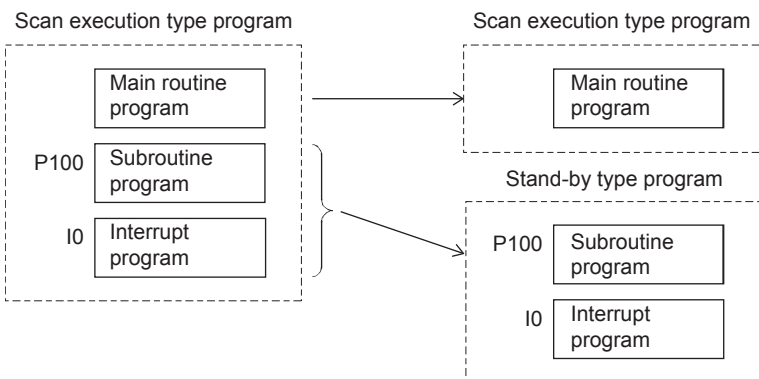 Scan execution type program
Main routine
program
P100
Subroutine
program
I0
Interrupt
program
Scan execution type program
Main routine
program
Stand-by type program
P100
Subroutine
program
I0
Interrupt
program